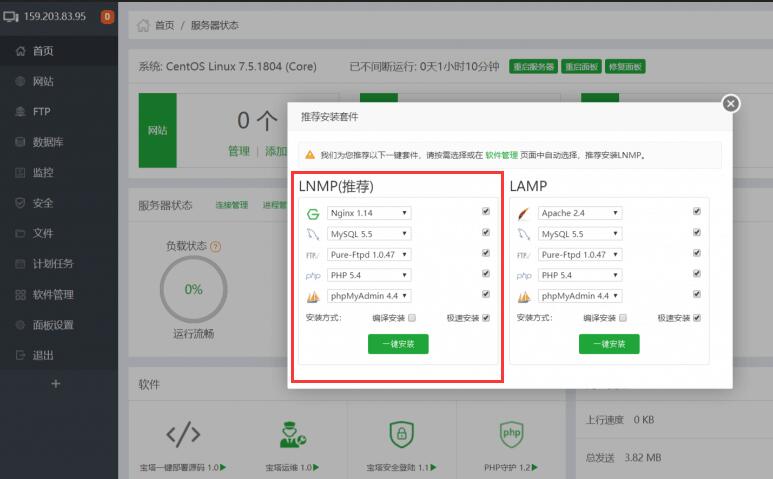 159.203.83.95 0
首页
网站
FTP
数据库
监控
安全
文件
计划任务
软件管理
面板设置
退出
首页 / 服务器状态
系统: CentOS Linux 7.5.1804 (Core) 已不间断运行: 0天1小时10分钟 重启服务器 重启面板 修复面板
网站
0 个
管理 | 添加
服务器状态 连接管理 进程管
负载状态 ?
0%
运行流畅
推荐安装套件
我们为您推荐以下一键套件，请按需选择或在 软件管理 页面中自动选择，推荐安装LNMP。
LNMP(推荐)
Nginx 1.14
MySQL 5.5
FTP Pure-Ftpd 1.0.47
php PHP 5.4
phpMyAdmin 4.4
安装方式: 编译安装 极速安装
一键安装
LAMP
Apache 2.4
MySQL 5.5
FTP Pure-Ftpd 1.0.47
php PHP 5.4
phpMyAdmin 4.4
安装方式: 编译安装 极速安装
一键安装
软件
宝塔一键部署源码 1.0
宝塔运维 1.0
宝塔安全登陆 1.1
php
PHP守护 1.2
上行速度 0 KB
总发送 3.82 MB